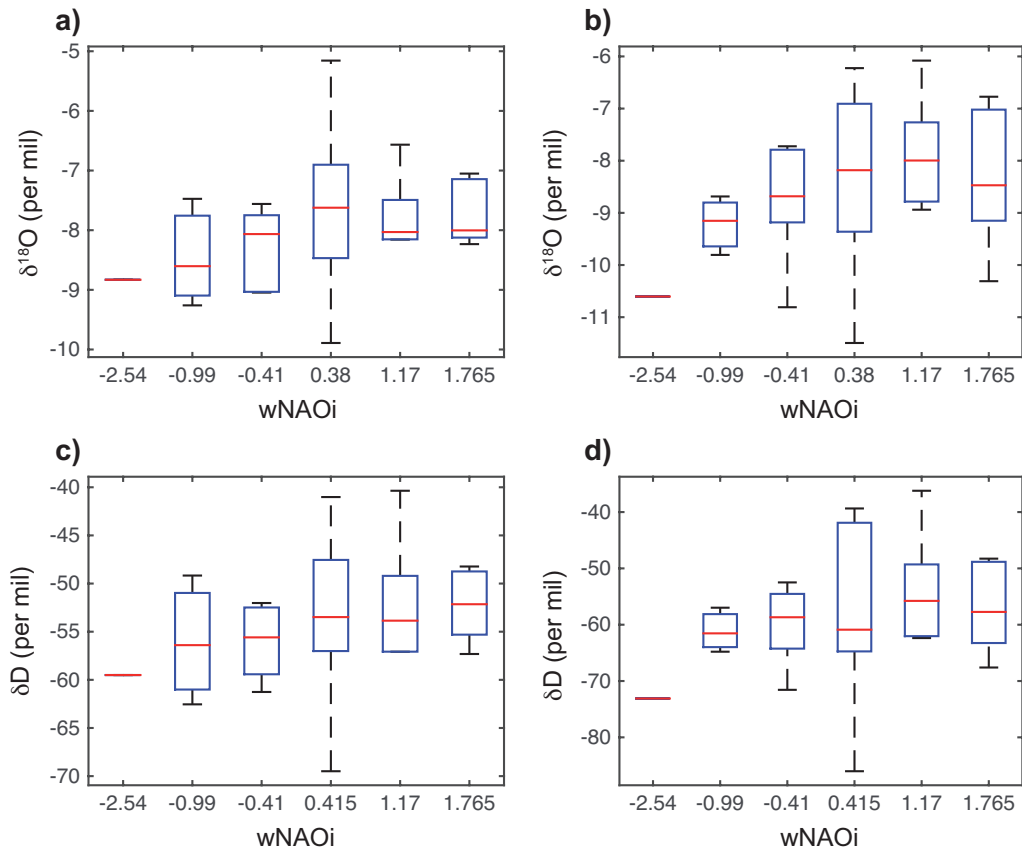 a)
-5
-6
-7
-8
-9
-10
δ18O (per mil)
-2.54 -0.99 -0.41 0.38 1.17 1.765
wNAOi
b)
-6
-7
-8
-9
-10
-11
δ18O (per mil)
-2.54 -0.99 -0.41 0.38 1.17 1.765
wNAOi
c)
-40
-45
-50
-55
-60
-65
-70
δD (per mil)
-2.54 -0.99 -0.41 0.415 1.17 1.765
wNAOi
d)
-40
-50
-60
-70
-80
δD (per mil)
-2.54 -0.99 -0.41 0.415 1.17 1.765
wNAOi